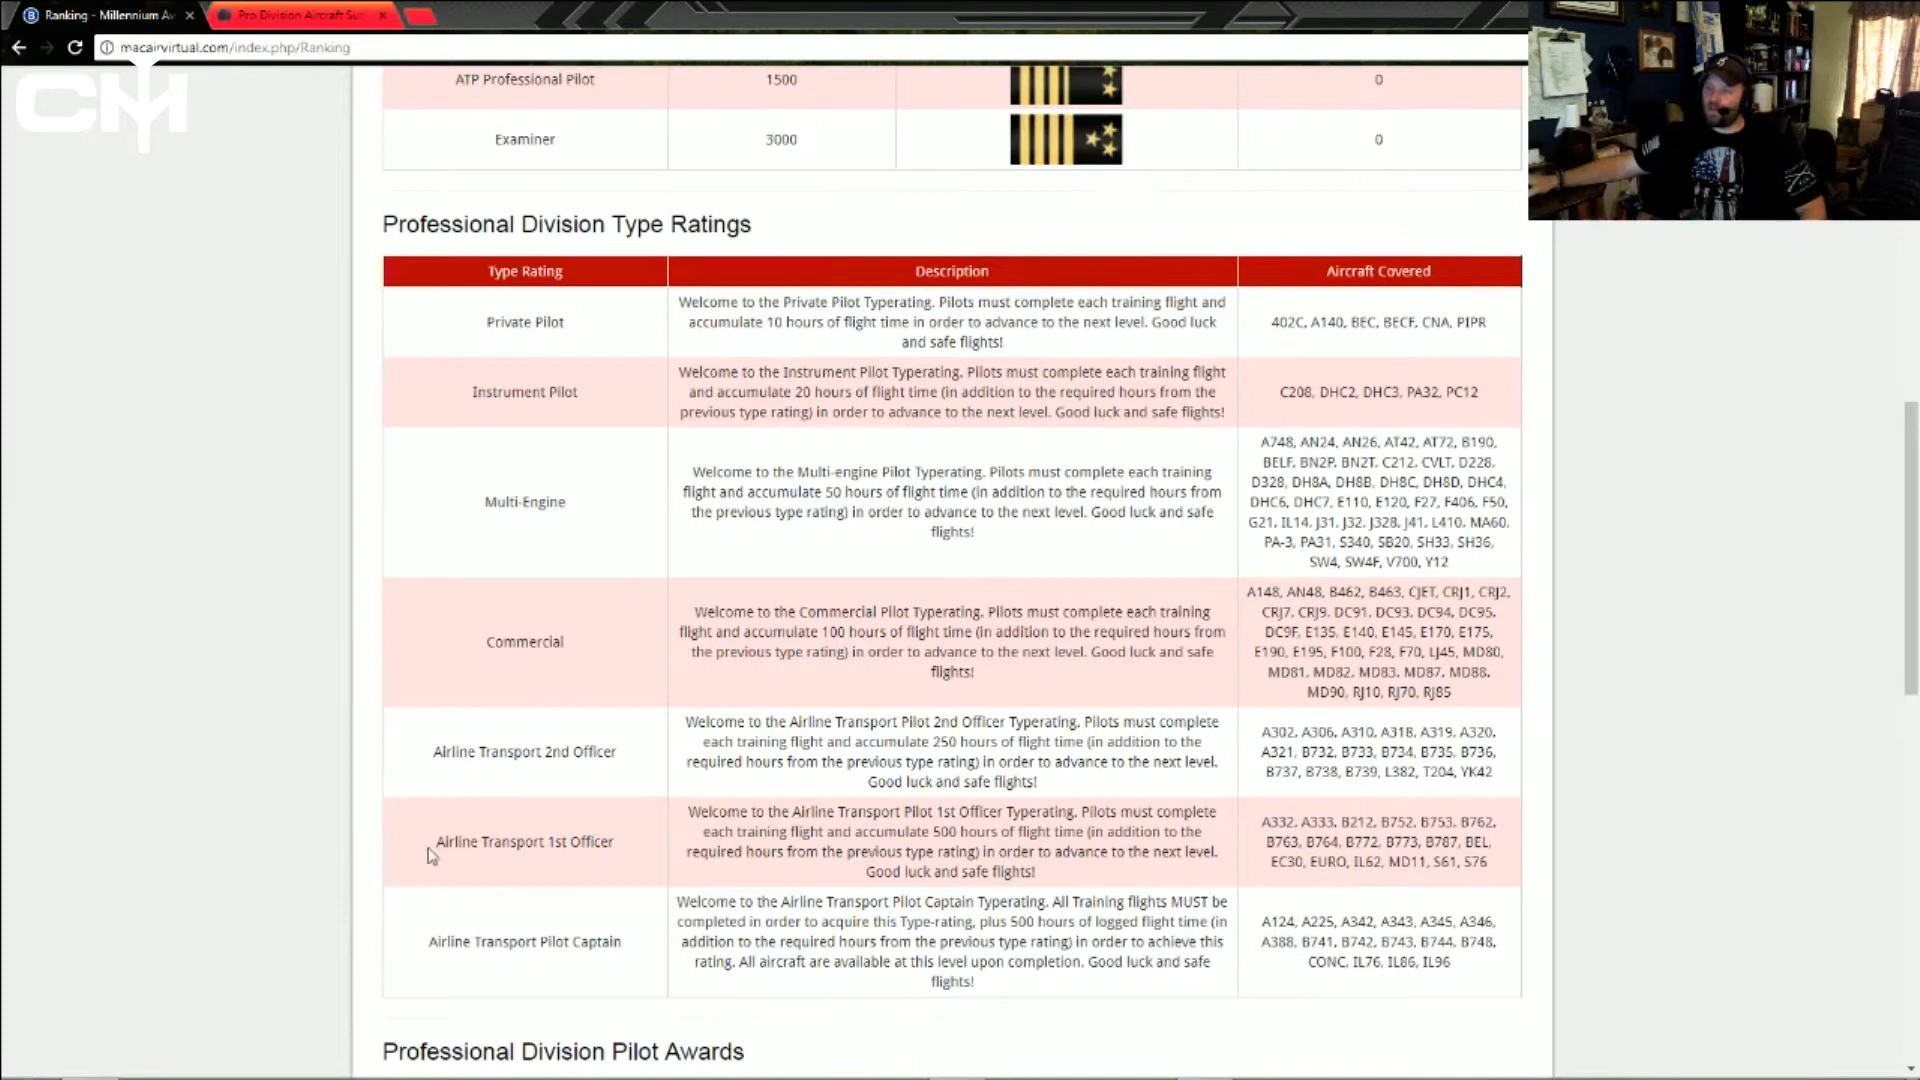 Ranking - Millennium Av
Pro Division Aircraft Su
macairvirtual.com/index.php/Ranking
CM
ATP Professional Pilot 1500 0
Examiner 3000 0
Professional Division Type Ratings
Type Rating Description Aircraft Covered
Private Pilot
Welcome to the Private Pilot Typerating. Pilots must complete each training flight and
accumulate 10 hours of flight time in order to advance to the next level. Good luck
and safe flights!
402C, A140, BEC, BECF, CNA, PIPR
Instrument Pilot
Welcome to the Instrument Pilot Typerating. Pilots must complete each training flight
and accumulate 20 hours of flight time (in addition to the required hours from the
previous type rating) in order to advance to the next level. Good luck and safe flights!
C208, DHC2, DHC3, PA32, PC12
Multi-Engine
Welcome to the Multi-engine Pilot Typerating. Pilots must complete each training
flight and accumulate 50 hours of flight time (in addition to the required hours from
the previous type rating) in order to advance to the next level. Good luck and safe
flights!
A748, AN24, AN26, AT42, AT72, B190,
BELF, BN2P, BN2T, C212, CVLT, D228,
D328, DH8A, DH8B, DH8C, DH8D, DHC4,
DHC6, DHC7, E110, E120, F27, F406, F50,
G21, IL14, J31, J32, J328, J41, L410, MA60,
PA-3, PA31, S340, SB20, SH33, SH36,
SW4, SW4F, V700, Y12
Commercial
Welcome to the Commercial Pilot Typerating. Pilots must complete each training
flight and accumulate 100 hours of flight time (in addition to the required hours from
the previous type rating) in order to advance to the next level. Good luck and safe
flights!
A148, AN48, B462, B463, CJET, CRJ1, CRJ2,
CRJ7, CRJ9, DC91, DC93, DC94, DC95,
DC9F, E135, E140, E145, E170, E175,
E190, E195, F100, F28, F70, LJ45, MD80,
MD81, MD82, MD83, MD87, MD88,
MD90, RJ10, RJ70, RJ85
Airline Transport 2nd Officer
Welcome to the Airline Transport Pilot 2nd Officer Typerating. Pilots must complete
each training flight and accumulate 250 hours of flight time (in addition to the
required hours from the previous type rating) in order to advance to the next level.
Good luck and safe flights!
A302, A306, A310, A318, A319, A320,
A321, B732, B733, B734, B735, B736,
B737, B738, B739, L382, T204, YK42
Airline Transport 1st Officer
Welcome to the Airline Transport Pilot 1st Officer Typerating. Pilots must complete
each training flight and accumulate 500 hours of flight time (in addition to the
required hours from the previous type rating) in order to advance to the next level.
Good luck and safe flights!
A332, A333, B212, B752, B753, B762,
B763, B764, B772, B773, B787, BEL,
EC30, EURO, IL62, MD11, S61, S76
Airline Transport Pilot Captain
Welcome to the Airline Transport Pilot Captain Typerating. All Training flights MUST be
completed in order to acquire this Type-rating, plus 500 hours of logged flight time (in
addition to the required hours from the previous type rating) in order to achieve this
rating. All aircraft are available at this level upon completion. Good luck and safe
flights!
A124, A225, A342, A343, A345, A346,
A388, B741, B742, B743, B744, B748,
CONC, IL76, IL86, IL96
Professional Division Pilot Awards